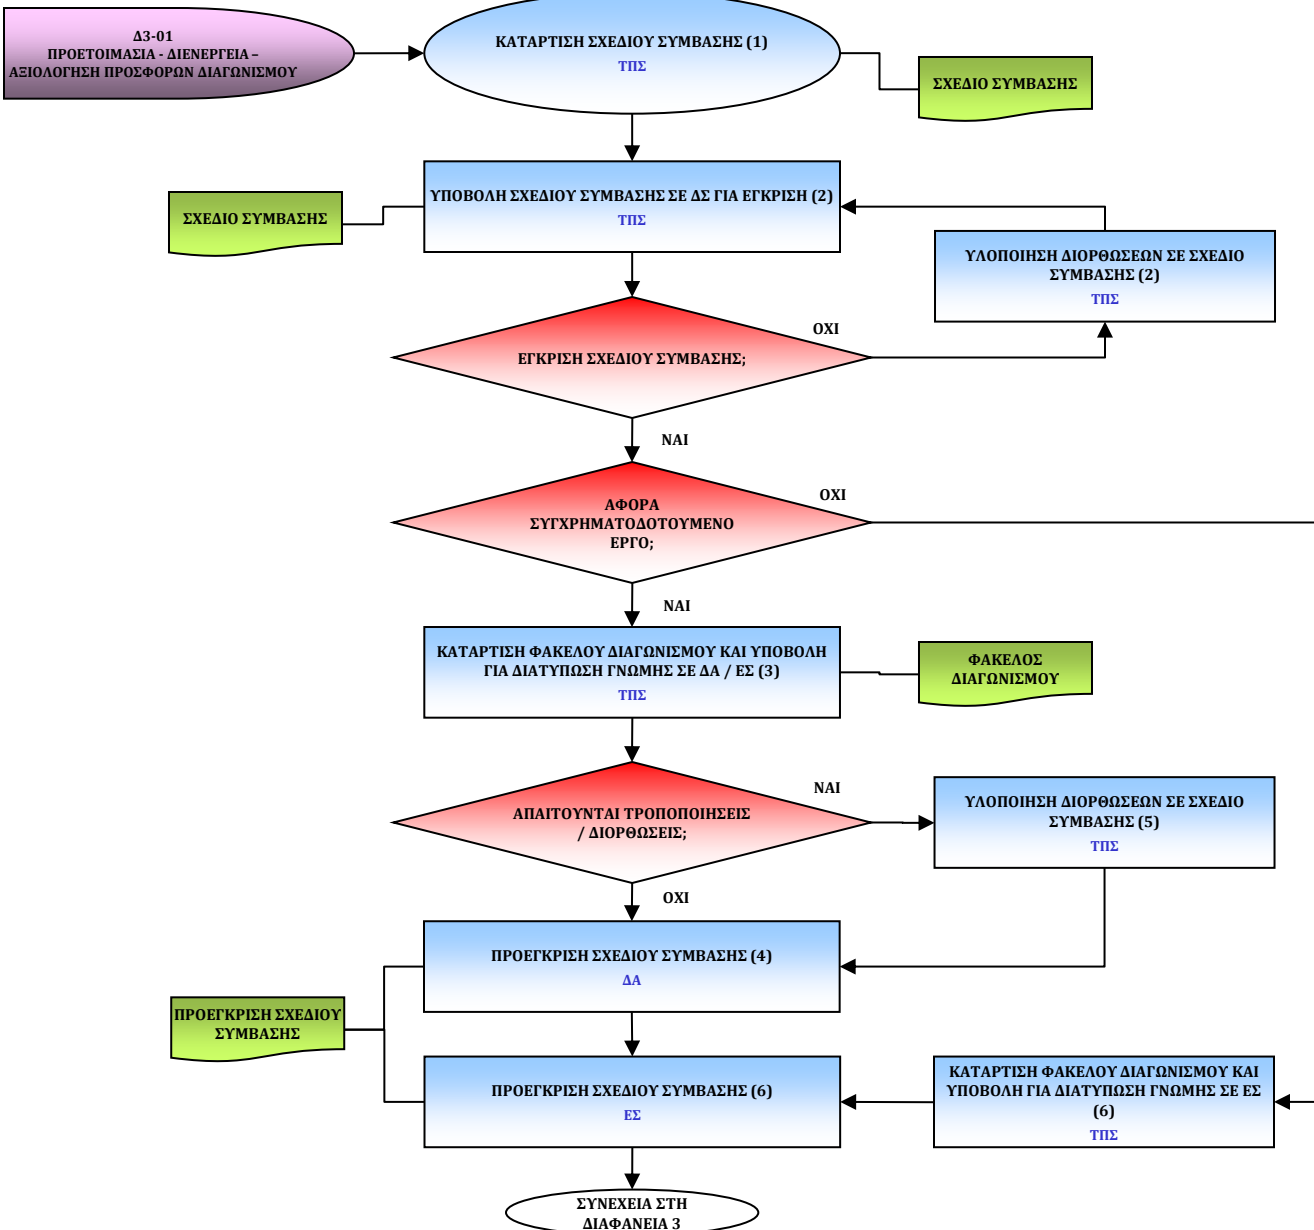 Δ3-01
ΠΡΟΕΤΟΙΜΑΣΙΑ - ΔΙΕΝΕΡΓΕΙΑ –
ΑΞΙΟΛΟΓΗΣΗ ΠΡΟΣΦΟΡΩΝ ΔΙΑΓΩΝΙΣΜΟΥ
ΚΑΤΑΡΤΙΣΗ ΣΧΕΔΙΟΥ ΣΥΜΒΑΣΗΣ (1)
ΤΠΣ
ΣΧΕΔΙΟ ΣΥΜΒΑΣΗΣ
ΥΠΟΒΟΛΗ ΣΧΕΔΙΟΥ ΣΥΜΒΑΣΗΣ ΣΕ ΔΣ ΓΙΑ ΕΓΚΡΙΣΗ (2)
ΤΠΣ
ΣΧΕΔΙΟ ΣΥΜΒΑΣΗΣ
ΥΛΟΠΟΙΗΣΗ ΔΙΟΡΘΩΣΕΩΝ ΣΕ ΣΧΕΔΙΟ
ΣΥΜΒΑΣΗΣ (2)
ΤΠΣ
ΕΓΚΡΙΣΗ ΣΧΕΔΙΟΥ ΣΥΜΒΑΣΗΣ;
ΟΧΙ
ΝΑΙ
ΑΦΟΡΑ
ΣΥΓΧΡΗΜΑΤΟΔΟΤΟΥΜΕΝΟ
ΕΡΓΟ;
ΟΧΙ
ΝΑΙ
ΚΑΤΑΡΤΙΣΗ ΦΑΚΕΛΟΥ ΔΙΑΓΩΝΙΣΜΟΥ ΚΑΙ ΥΠΟΒΟΛΗ
ΓΙΑ ΔΙΑΤΥΠΩΣΗ ΓΝΩΜΗΣ ΣΕ ΔΑ / ΕΣ (3)
ΤΠΣ
ΦΑΚΕΛΟΣ
ΔΙΑΓΩΝΙΣΜΟΥ
ΑΠΑΙΤΟΥΝΤΑΙ ΤΡΟΠΟΠΟΙΗΣΕΙΣ
/ ΔΙΟΡΘΩΣΕΙΣ;
ΝΑΙ
ΥΛΟΠΟΙΗΣΗ ΔΙΟΡΘΩΣΕΩΝ ΣΕ ΣΧΕΔΙΟ
ΣΥΜΒΑΣΗΣ (5)
ΤΠΣ
ΟΧΙ
ΠΡΟΕΓΚΡΙΣΗ ΣΧΕΔΙΟΥ ΣΥΜΒΑΣΗΣ (4)
ΔΑ
ΠΡΟΕΓΚΡΙΣΗ ΣΧΕΔΙΟΥ
ΣΥΜΒΑΣΗΣ
ΠΡΟΕΓΚΡΙΣΗ ΣΧΕΔΙΟΥ ΣΥΜΒΑΣΗΣ (6)
ΕΣ
ΚΑΤΑΡΤΙΣΗ ΦΑΚΕΛΟΥ ΔΙΑΓΩΝΙΣΜΟΥ ΚΑΙ
ΥΠΟΒΟΛΗ ΓΙΑ ΔΙΑΤΥΠΩΣΗ ΓΝΩΜΗΣ ΣΕ ΕΣ
(6)
ΤΠΣ
ΣΥΝΕΧΕΙΑ ΣΤΗ
ΔΙΑΦΑΝΕΙΑ 3